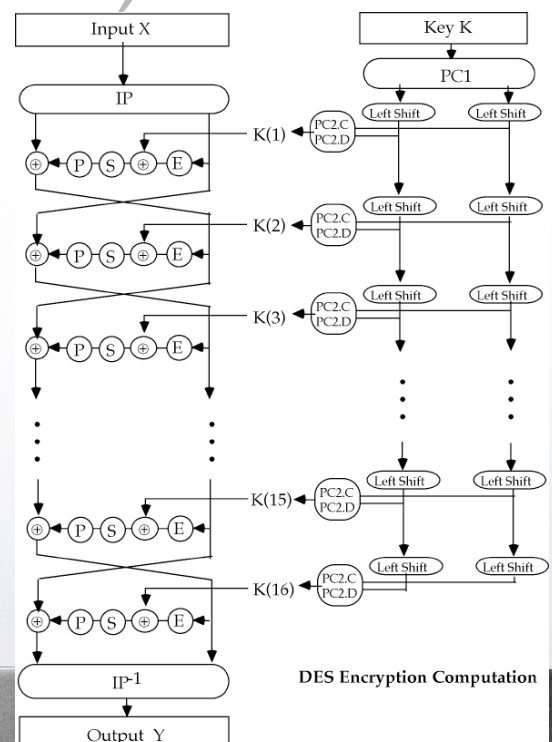 Input X
Key K
IP
PC1
Left Shift
Left Shift
⊕ P S ⊕ E
K(1)
PC2.C
PC2.D
Left Shift
Left Shift
⊕ P S ⊕ E
K(2)
PC2.C
PC2.D
Left Shift
Left Shift
⊕ P S ⊕ E
K(3)
PC2.C
PC2.D
Left Shift
Left Shift
⊕ P S ⊕ E
K(15)
PC2.C
PC2.D
Left Shift
Left Shift
⊕ P S ⊕ E
K(16)
PC2.C
PC2.D
IP-1
DES Encryption Computation
Output Y